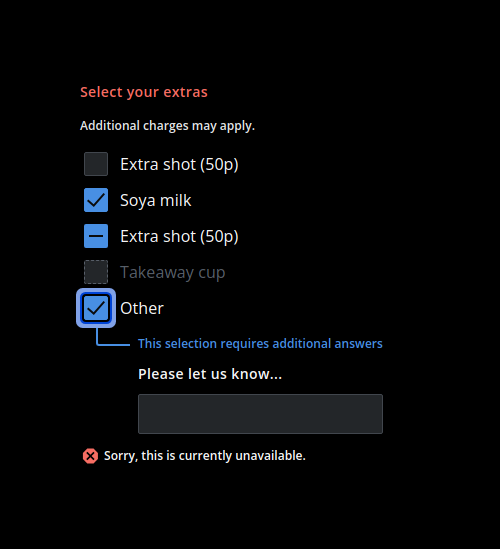 Select your extras
Additional charges may apply.
Extra shot (50p)
Soya milk
Extra shot (50p)
Takeaway cup
Other
This selection requires additional answers
Please let us know...
Sorry, this is currently unavailable.